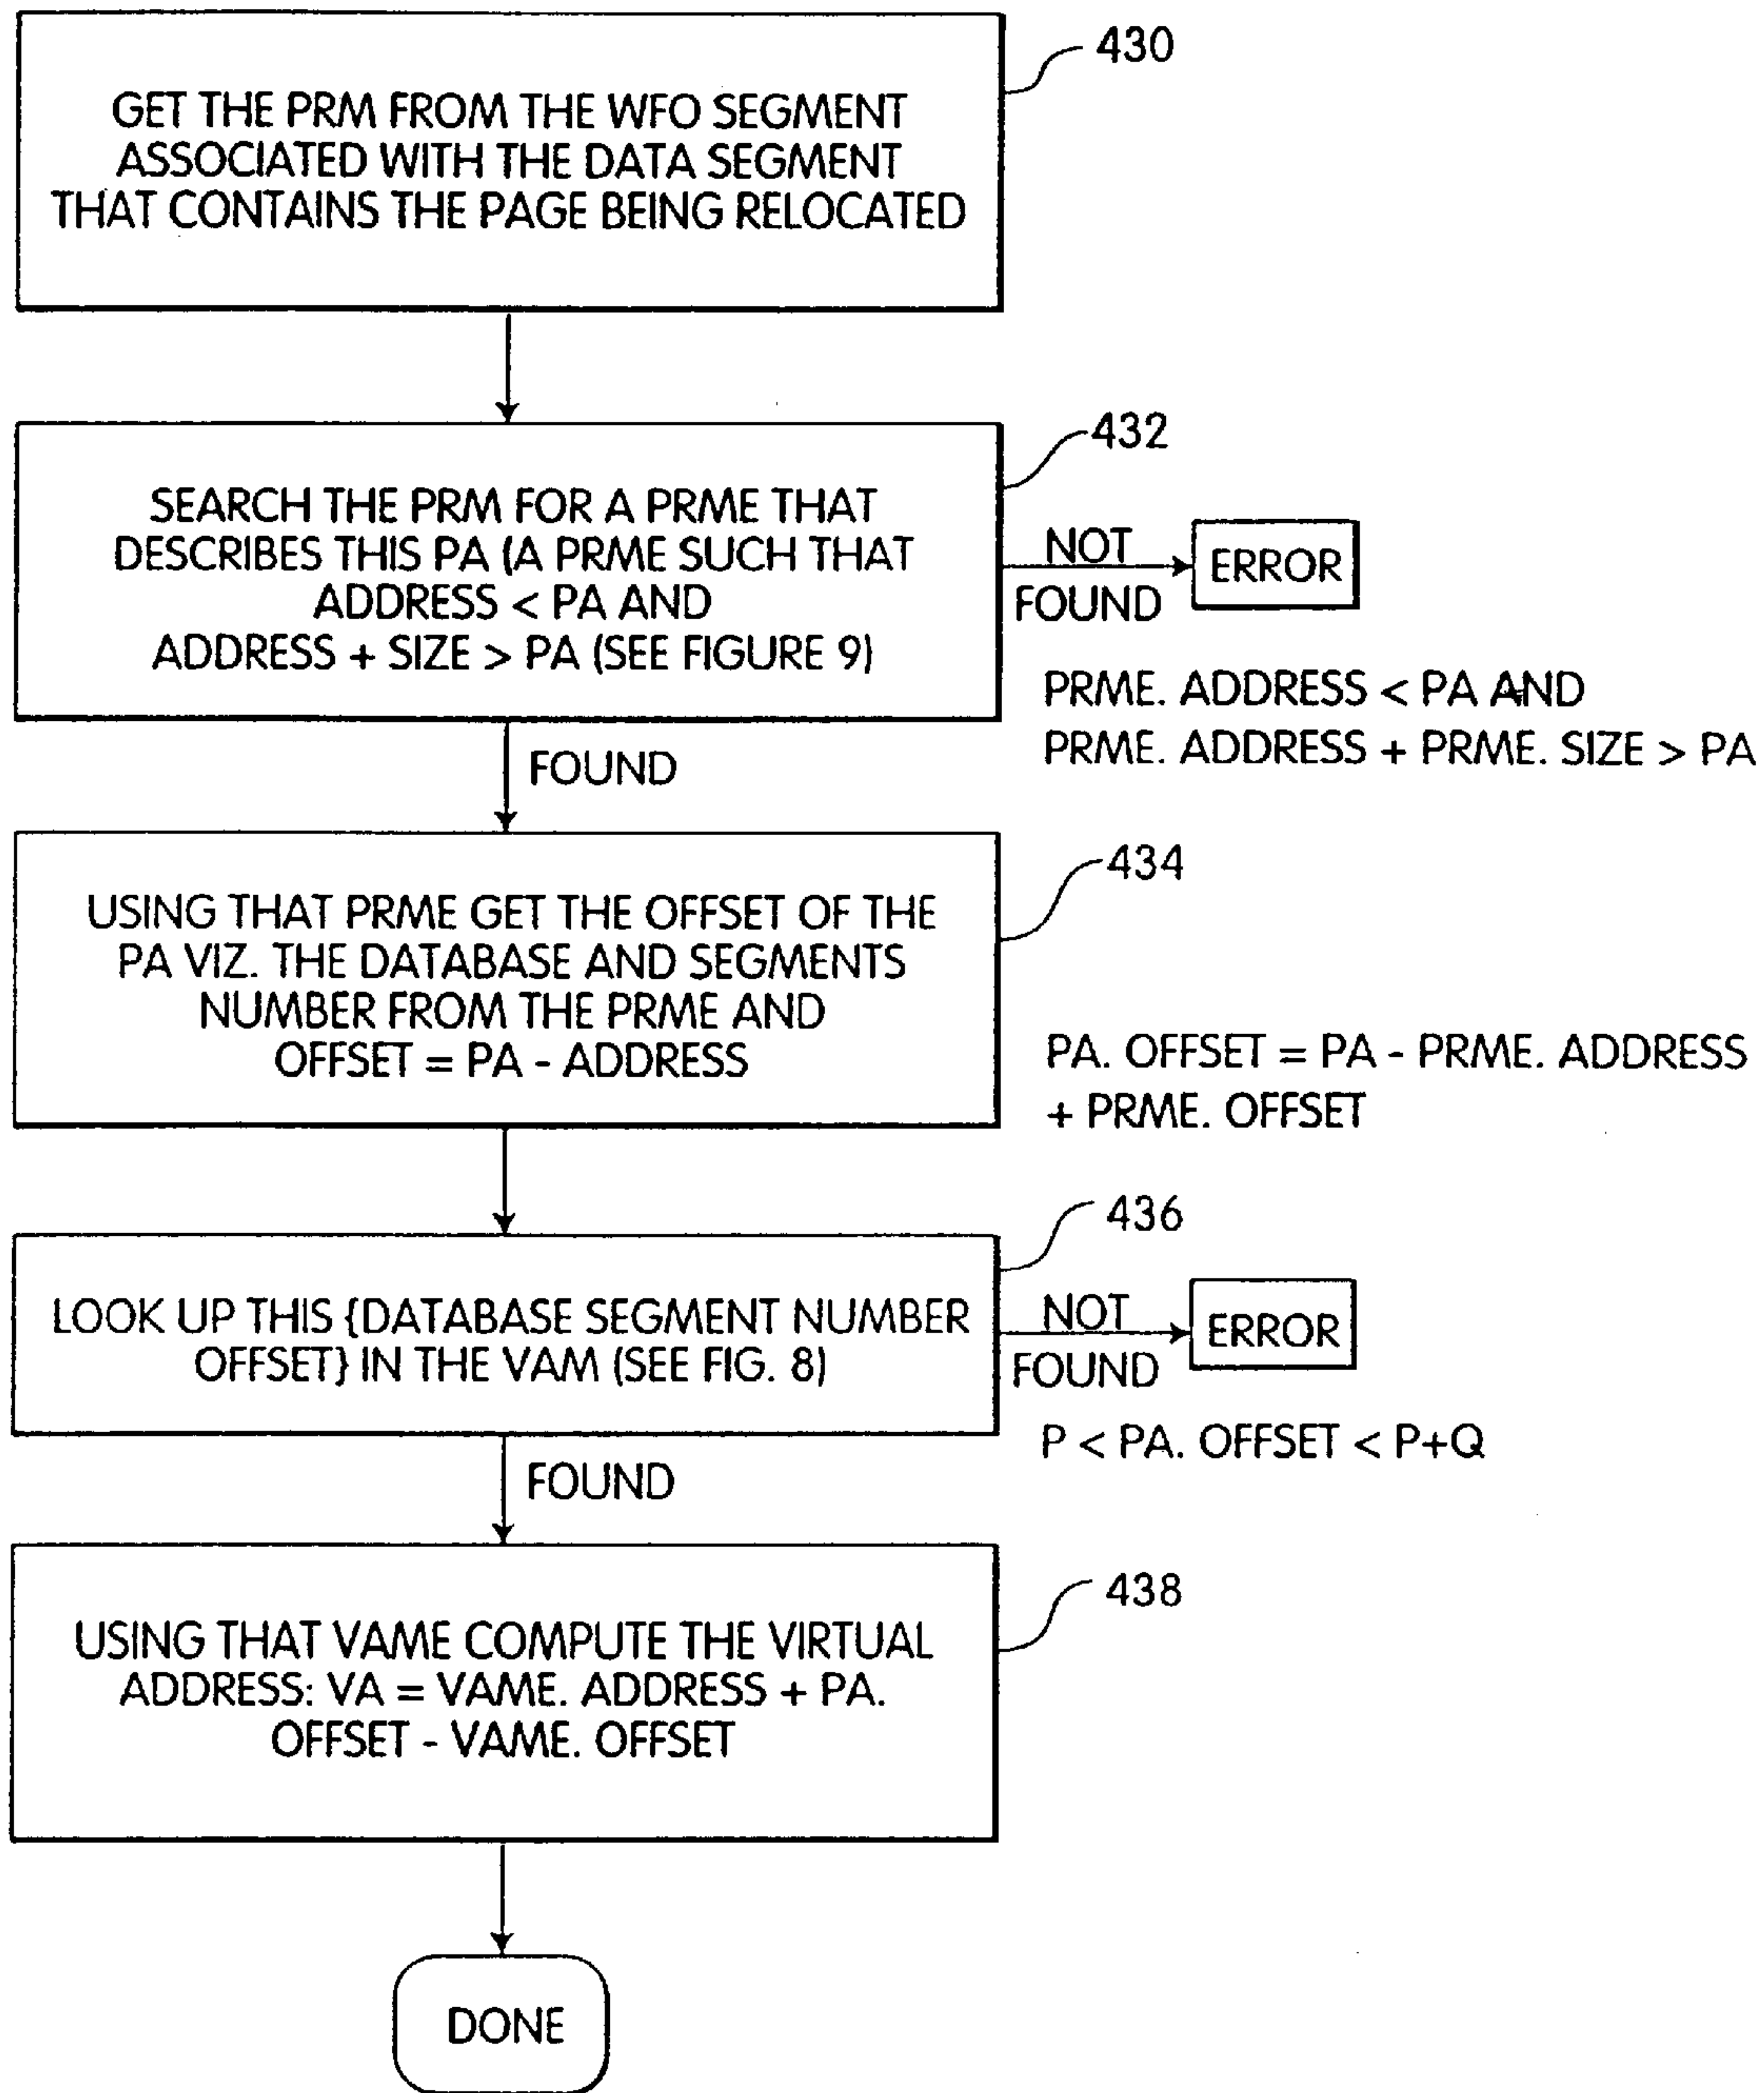 430
GET THE PRM FROM THE WFO SEGMENT
ASSOCIATED WITH THE DATA SEGMENT
THAT CONTAINS THE PAGE BEING RELOCATED
432
SEARCH THE PRM FOR A PRME THAT
DESCRIBES THIS PA (A PRME SUCH THAT
ADDRESS < PA AND
ADDRESS + SIZE > PA (SEE FIGURE 9)
NOT
FOUND
ERROR
PRME. ADDRESS < PA AND
PRME. ADDRESS + PRME. SIZE > PA
FOUND
434
USING THAT PRME GET THE OFFSET OF THE
PA VIZ. THE DATABASE AND SEGMENTS
NUMBER FROM THE PRME AND
OFFSET = PA - ADDRESS
PA. OFFSET = PA - PRME. ADDRESS
+ PRME. OFFSET
436
LOOK UP THIS {DATABASE SEGMENT NUMBER
OFFSET} IN THE VAM (SEE FIG. 8)
NOT
FOUND
ERROR
P < PA. OFFSET < P+Q
FOUND
438
USING THAT VAME COMPUTE THE VIRTUAL
ADDRESS: VA = VAME. ADDRESS + PA.
OFFSET - VAME. OFFSET
DONE